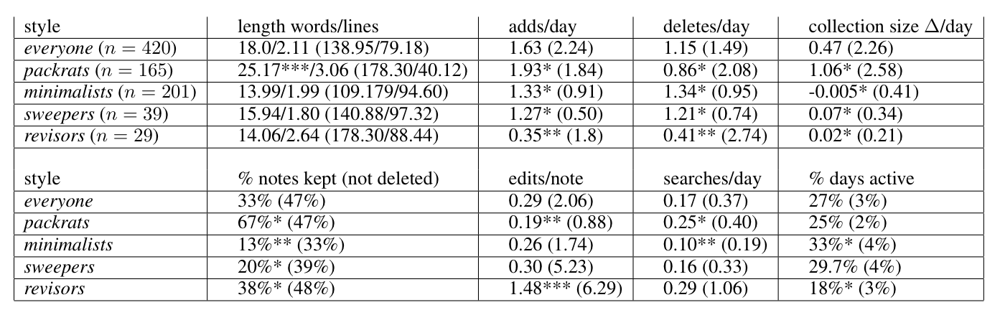 style length words/lines adds/day deletes/day collection size Δ/day
everyone (n = 420) 18.0/2.11 (138.95/79.18) 1.63 (2.24) 1.15 (1.49) 0.47 (2.26)
packrats (n = 165) 25.17***/3.06 (178.30/40.12) 1.93* (1.84) 0.86* (2.08) 1.06* (2.58)
minimalists (n = 201) 13.99/1.99 (109.179/94.60) 1.33* (0.91) 1.34* (0.95) -0.005* (0.41)
sweepers (n = 39) 15.94/1.80 (140.88/97.32) 1.27* (0.50) 1.21* (0.74) 0.07* (0.34)
revisors (n = 29) 14.06/2.64 (178.30/88.44) 0.35** (1.8) 0.41** (2.74) 0.02* (0.21)
style % notes kept (not deleted) edits/note searches/day % days active
everyone 33% (47%) 0.29 (2.06) 0.17 (0.37) 27% (3%)
packrats 67%* (47%) 0.19** (0.88) 0.25* (0.40) 25% (2%)
minimalists 13%** (33%) 0.26 (1.74) 0.10** (0.19) 33%* (4%)
sweepers 20%* (39%) 0.30 (5.23) 0.16 (0.33) 29.7% (4%)
revisors 38%* (48%) 1.48*** (6.29) 0.29 (1.06) 18%* (3%)